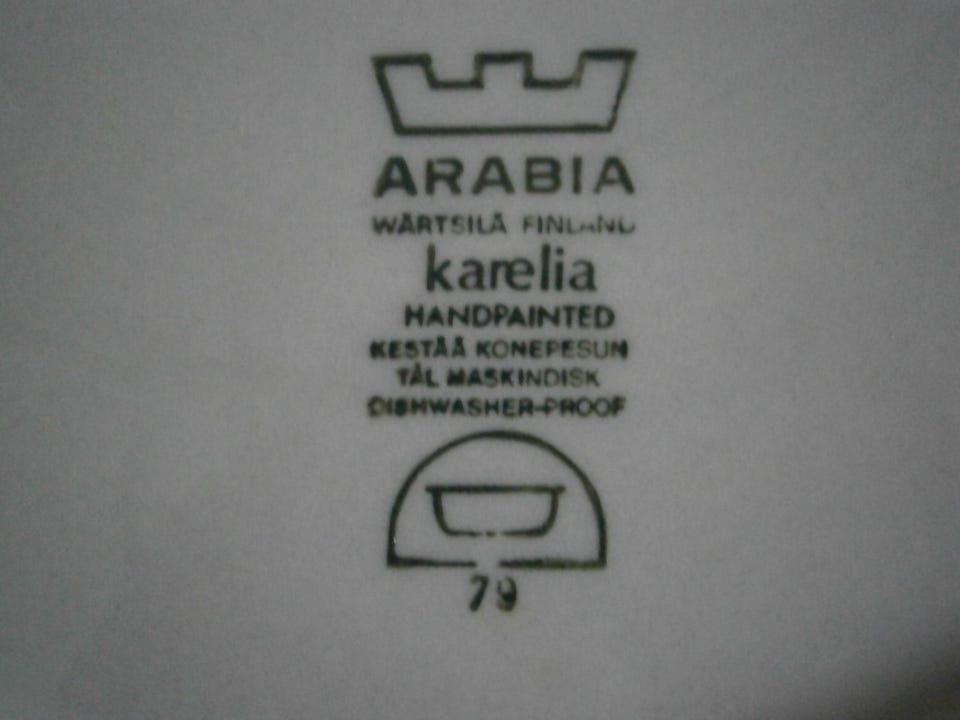 ARABIA
WÄRTSILÄ FINLAND
karelia
HANDPAINTED
KESTÄÄ KONEPESUN
TÅL MASKINDISK
DISHWASHER-PROOF
79